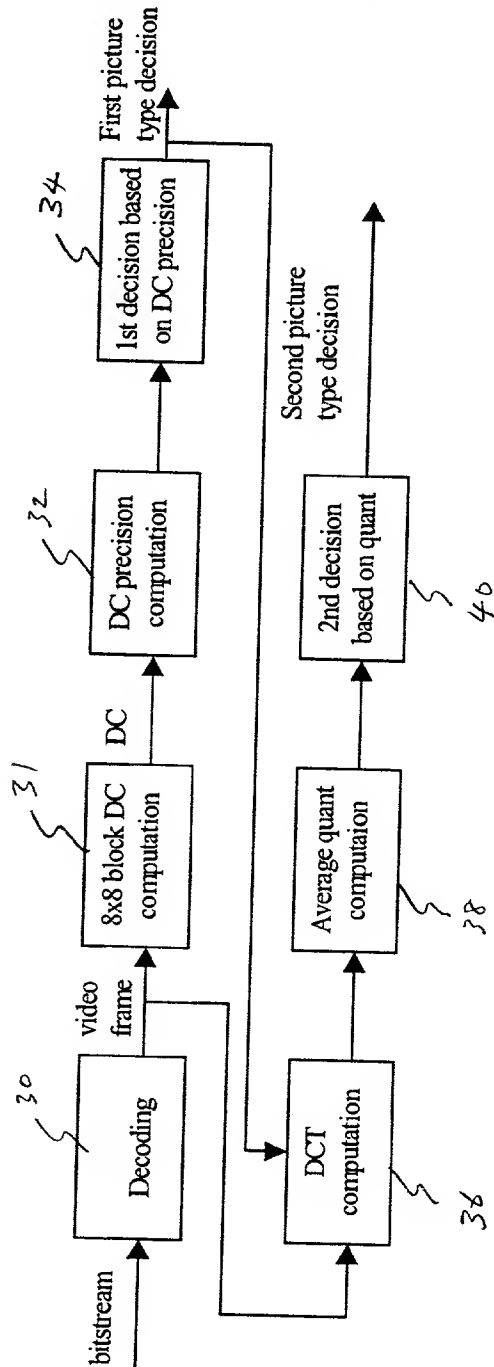 bitstream
30
Decoding
video
frame
31
8x8 block DC
computation
DC
32
DC precision
computation
34
1st decision based
on DC precision
First picture
type decision
DCT
computation
36
Average quant
computaion
38
2nd decision
based on quant
40
Second picture
type decision